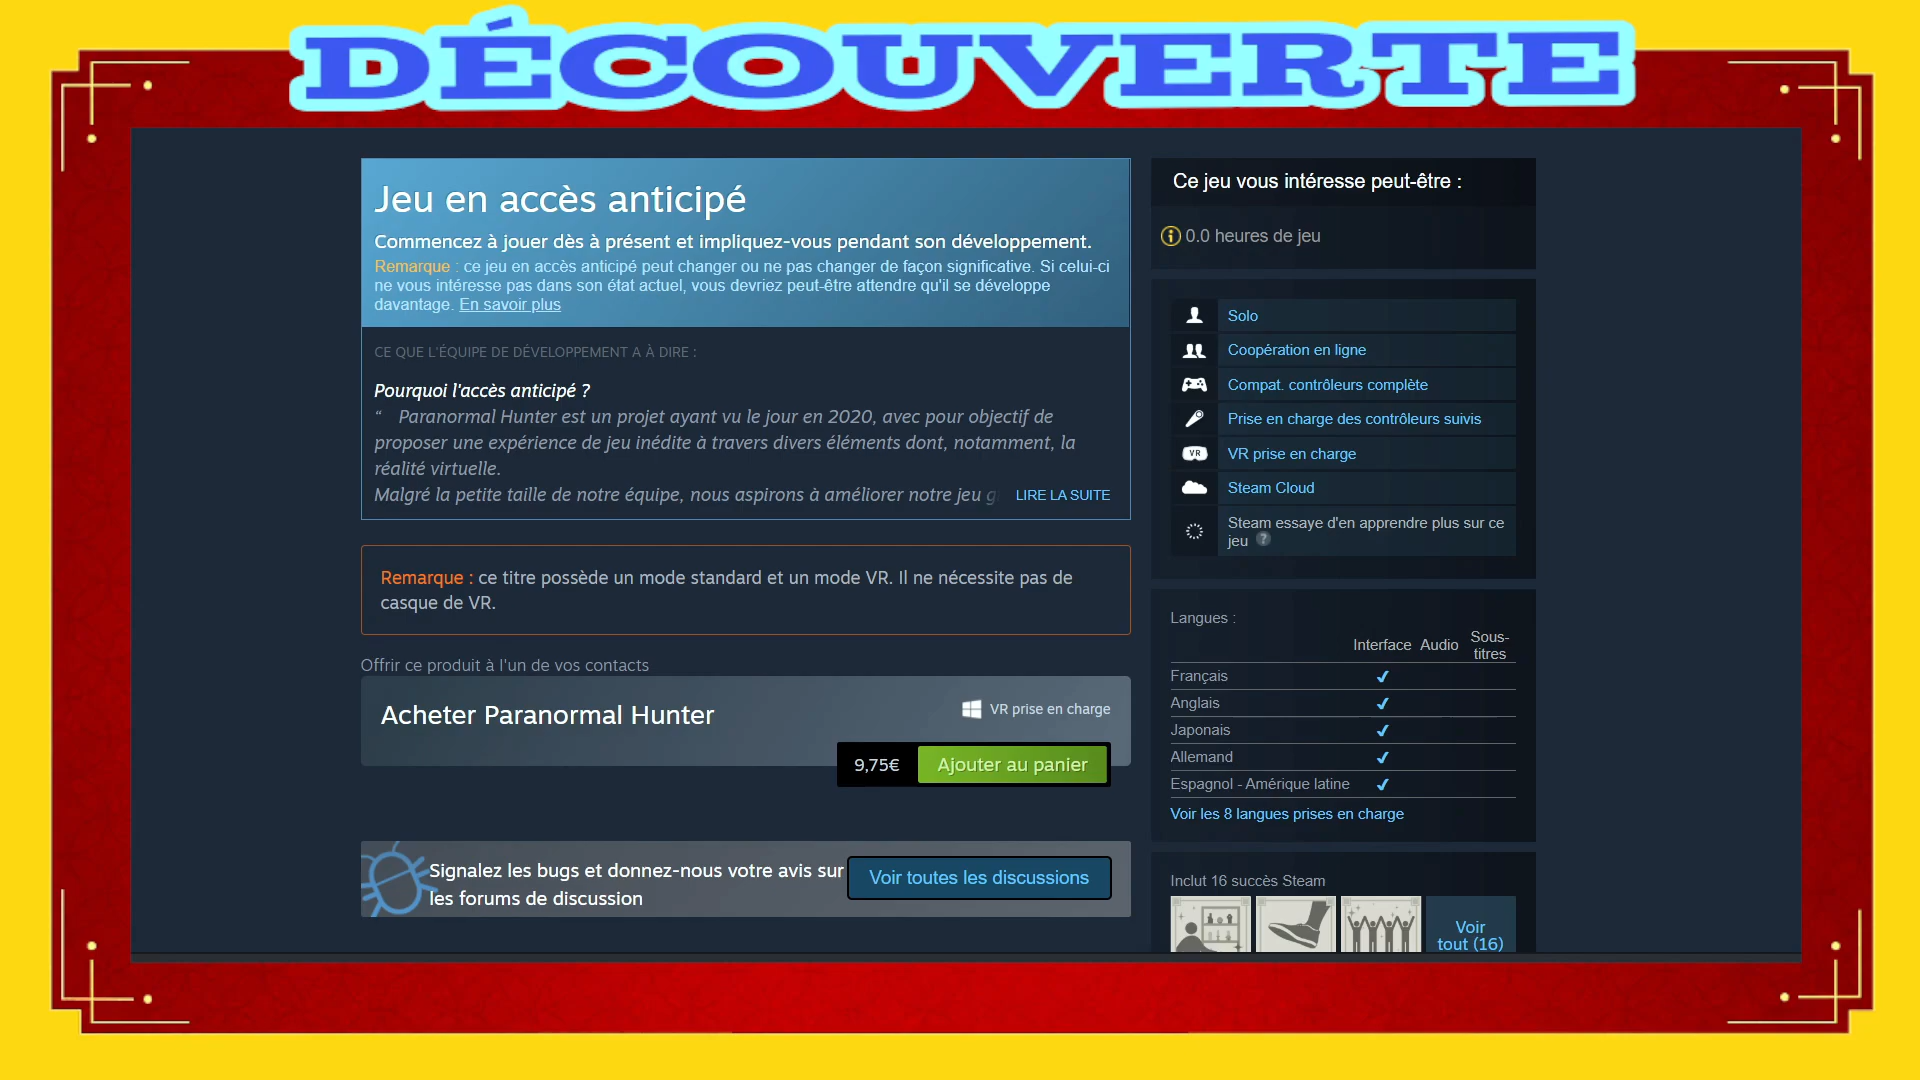 DÉCOUVERTE
Jeu en accès anticipé
Commencez à jouer dès à présent et impliquez-vous pendant son développement.
Remarque : ce jeu en accès anticipé peut changer ou ne pas changer de façon significative. Si celui-ci
ne vous intéresse pas dans son état actuel, vous devriez peut-être attendre qu'il se développe
davantage. En savoir plus
CE QUE L'ÉQUIPE DE DÉVELOPPEMENT A À DIRE :
Pourquoi l'accès anticipé ?
“ Paranormal Hunter est un projet ayant vu le jour en 2020, avec pour objectif de
proposer une expérience de jeu inédite à travers divers éléments dont, notamment, la
réalité virtuelle.
Malgré la petite taille de notre équipe, nous aspirons à améliorer notre jeu g LIRE LA SUITE
Remarque : ce titre possède un mode standard et un mode VR. Il ne nécessite pas de
casque de VR.
Offrir ce produit à l'un de vos contacts
Acheter Paranormal Hunter
VR prise en charge
9,75€ Ajouter au panier
Signalez les bugs et donnez-nous votre avis sur
les forums de discussion
Voir toutes les discussions
Ce jeu vous intéresse peut-être :
0.0 heures de jeu
Solo
Coopération en ligne
Compat. contrôleurs complète
Prise en charge des contrôleurs suivis
VR VR prise en charge
Steam Cloud
Steam essaye d'en apprendre plus sur ce
jeu ?
Langues :
Interface Audio Sous-
titres
Français ✔
Anglais ✔
Japonais ✔
Allemand ✔
Espagnol - Amérique latine ✔
Voir les 8 langues prises en charge
Inclut 16 succès Steam
Voir
tout (16)